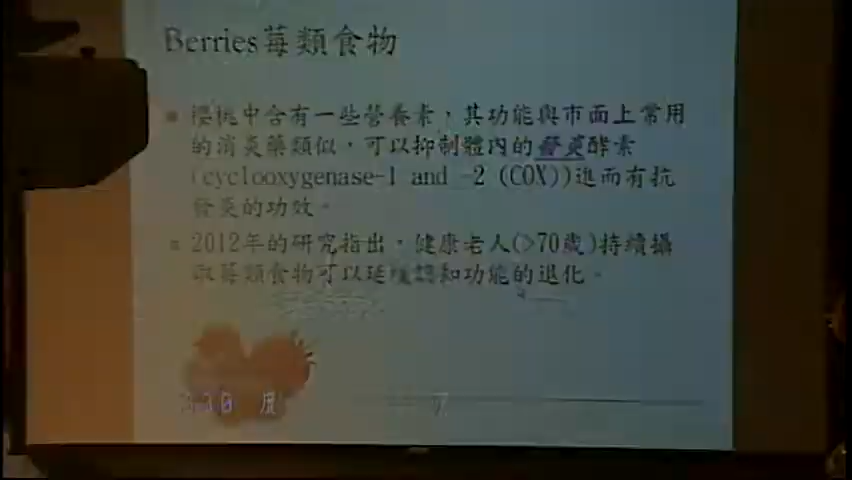 Berries莓類食物
櫻桃中含有一些營養素，其功能與市面上常用
的消炎藥類似，可以抑制體內的發炎酵素
(cyclooxygenase-1 and -2 (COX))進而有抗
發炎的功效。
2012年的研究指出，健康老人(>70歲)持續攝
取莓類食物可以延緩認知功能的退化。
7